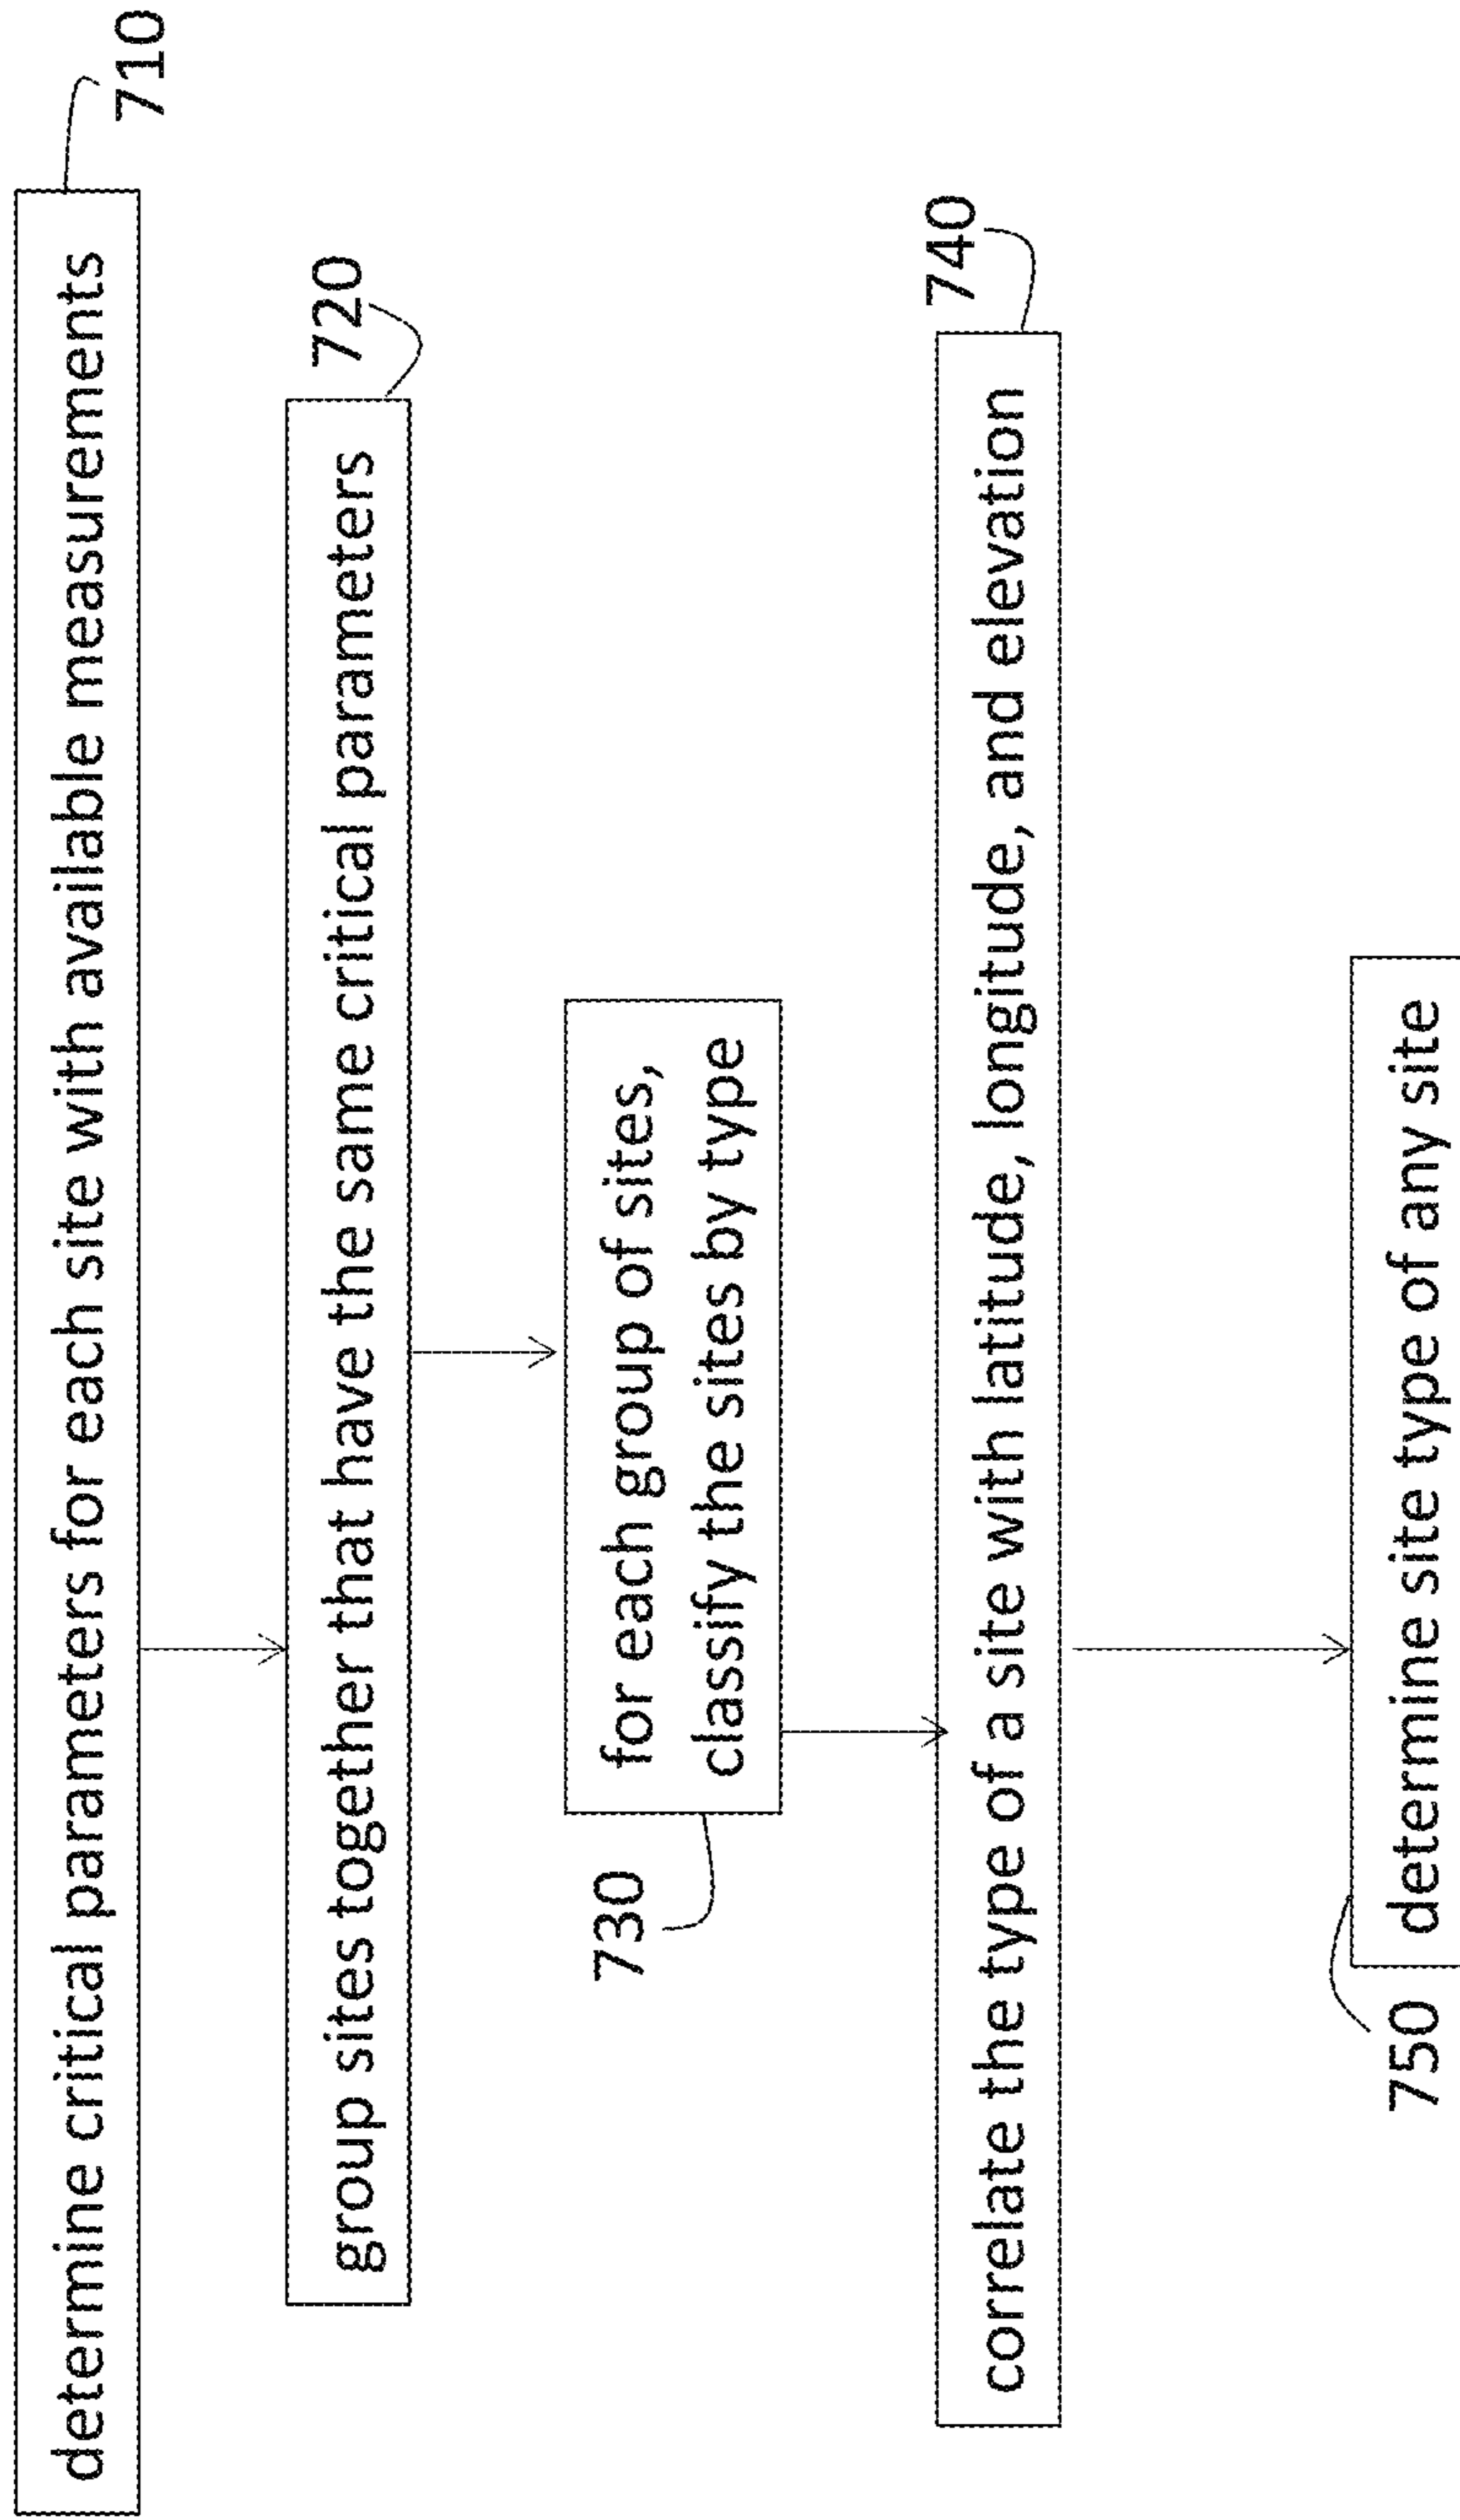 determine critical parameters for each site with available measurements
710
group sites together that have the same critical parameters
720
730
for each group of sites,
classify the sites by type
correlate the type of a site with latitude, longitude, and elevation
740
750
determine site type of any site